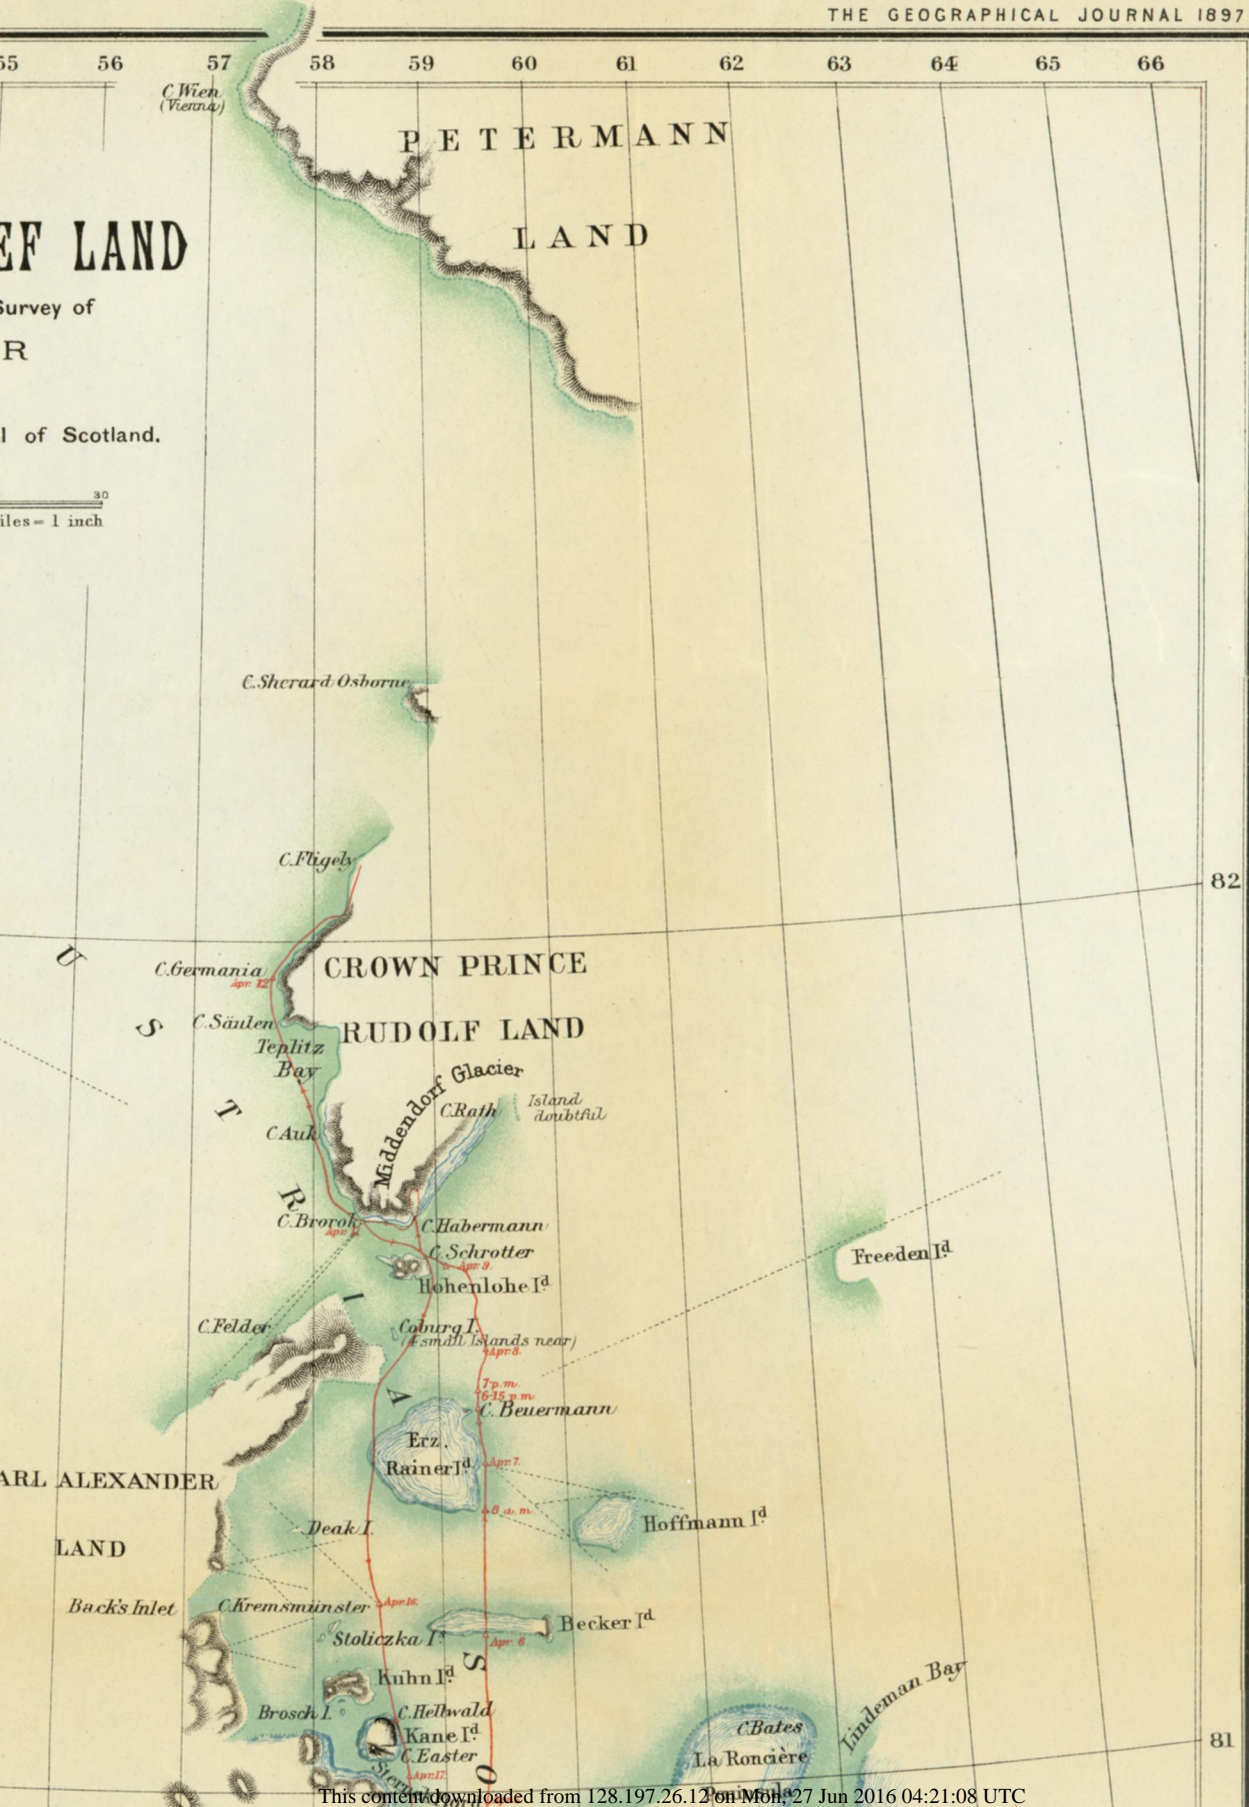 THE GEOGRAPHICAL JOURNAL 1897
55 56 57 58 59 60 61 62 63 64 65 66
C. Wien
(Vienna)
PETERMANN
LAND
EF LAND
Survey of
R
l of Scotland.
30
iles = 1 inch
C. Sherard Osborne
C. Fligely
82
U
S
T
R
I
A
S
O
C. Germania
Apr. 12
CROWN PRINCE
RUDOLF LAND
C. Säulen
Teplitz
Bay
Middendorf Glacier
C. Rath
Island
doubtful
C. Auk
C. Brorok
Apr.
C. Habermann
C. Schrotter
Apr. 9.
Hohenlohe Id
Freeden Id
C. Felder
Coburg I.
(4 small Islands near)
Apr. 8.
7 p.m.
6-15 p.m.
C. Beuermann
Erz.
Rainer Id
Apr. 7.
8 a.m.
Hoffmann Id
ARL ALEXANDER
LAND
Deak I.
Back's Inlet
C. Kremsmünster
Apr. 16.
Becker Id
Stoliczka Is
Apr. 6.
Kuhn Id
Brosch I.
C. Hellwald
Kane Id
C. Easter
Apr. 17.
C. Bates
La Roncière
Peninsula
Lindeman Bay
81
This content downloaded from 128.197.26.12 on Mon, 27 Jun 2016 04:21:08 UTC